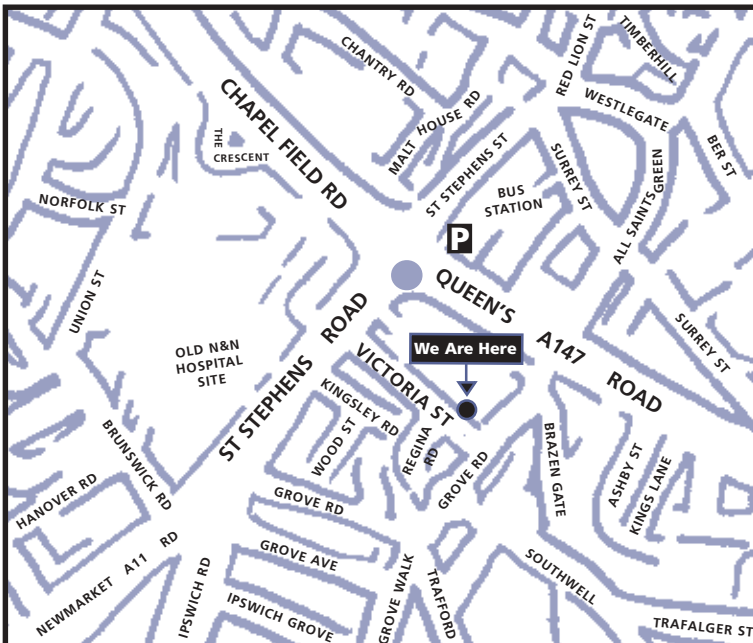 RED LION ST
TIMBERHILL
CHANTRY RD
CHAPEL FIELD RD
WESTLEGATE
MALT HOUSE RD
THE
CRESCENT
ST STEPHENS ST
SURREY ST
BER ST
ALL SAINTS GREEN
BUS
STATION
NORFOLK ST
P
UNION ST
QUEEN'S A147 ROAD
SURREY ST
ST STEPHENS ROAD
We Are Here
OLD N&N
HOSPITAL
SITE
VICTORIA ST
KINGSLEY RD
WOOD ST
REGINA
RD
BRUNSWICK RD
GROVE RD
BRAZEN GATE
ASHBY ST
KINGS LANE
HANOVER RD
GROVE RD
NEWMARKET A11 RD
IPSWICH RD
GROVE AVE
SOUTHWELL
IPSWICH GROVE
GROVE WALK
TRAFFORD
TRAFALGER ST